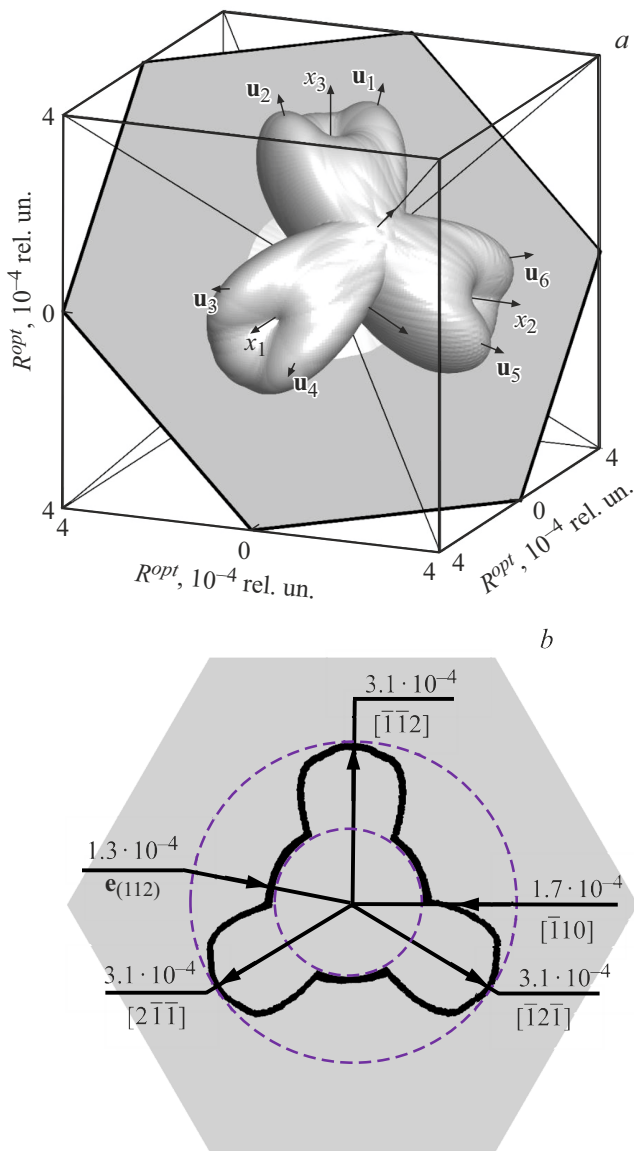 a
u₂
x₃
u₁
4
u₆
x₂
u₃
x₁
u₄
u₅
0
R^opt, 10⁻⁴ rel. un.
4
4
0
4
4
0
4
R^opt, 10⁻⁴ rel. un.
R^opt, 10⁻⁴ rel. un.
b
3.1 · 10⁻⁴
[1̅1̅2]
1.3 · 10⁻⁴
e₍₁₁₂₎
1.7 · 10⁻⁴
[1̅10]
3.1 · 10⁻⁴
[21̅1̅]
3.1 · 10⁻⁴
[1̅21̅]